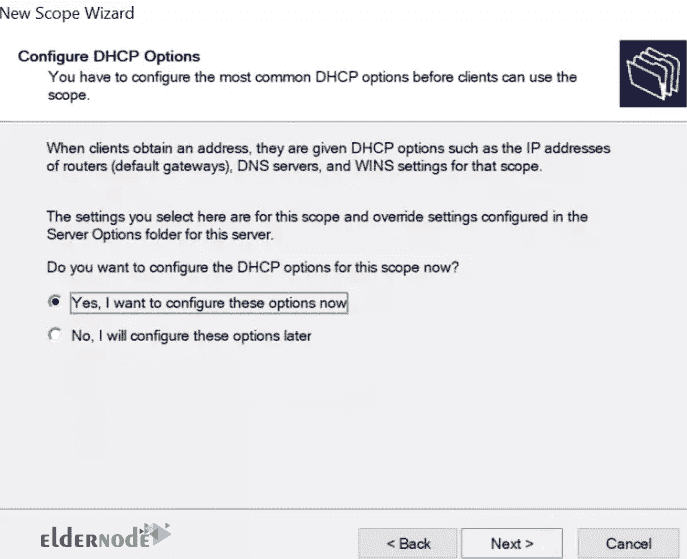 New Scope Wizard
Configure DHCP Options
You have to configure the most common DHCP options before clients can use the
scope.
When clients obtain an address, they are given DHCP options such as the IP addresses
of routers (default gateways), DNS servers, and WINS settings for that scope.
The settings you select here are for this scope and override settings configured in the
Server Options folder for this server.
Do you want to configure the DHCP options for this scope now?
Yes, I want to configure these options now
No, I will configure these options later
eldernode
< Back
Next >
Cancel